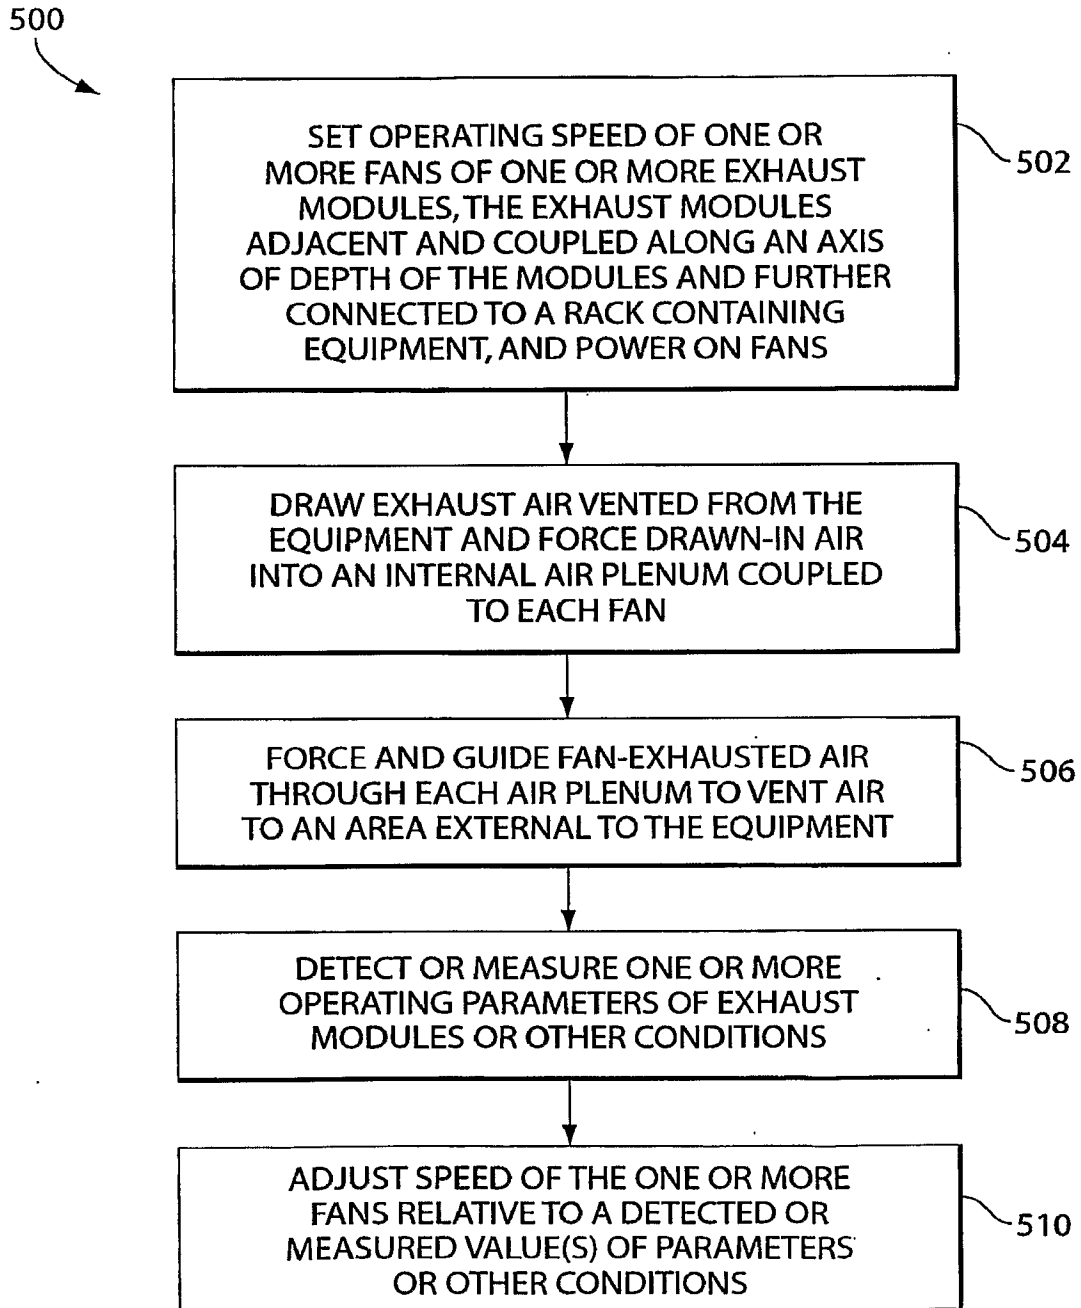 500
SET OPERATING SPEED OF ONE OR
MORE FANS OF ONE OR MORE EXHAUST
MODULES, THE EXHAUST MODULES
ADJACENT AND COUPLED ALONG AN AXIS
OF DEPTH OF THE MODULES AND FURTHER
CONNECTED TO A RACK CONTAINING
EQUIPMENT, AND POWER ON FANS
502
DRAW EXHAUST AIR VENTED FROM THE
EQUIPMENT AND FORCE DRAWN-IN AIR
INTO AN INTERNAL AIR PLENUM COUPLED
TO EACH FAN
504
FORCE AND GUIDE FAN-EXHAUSTED AIR
THROUGH EACH AIR PLENUM TO VENT AIR
TO AN AREA EXTERNAL TO THE EQUIPMENT
506
DETECT OR MEASURE ONE OR MORE
OPERATING PARAMETERS OF EXHAUST
MODULES OR OTHER CONDITIONS
508
ADJUST SPEED OF THE ONE OR MORE
FANS RELATIVE TO A DETECTED OR
MEASURED VALUE(S) OF PARAMETERS
OR OTHER CONDITIONS
510